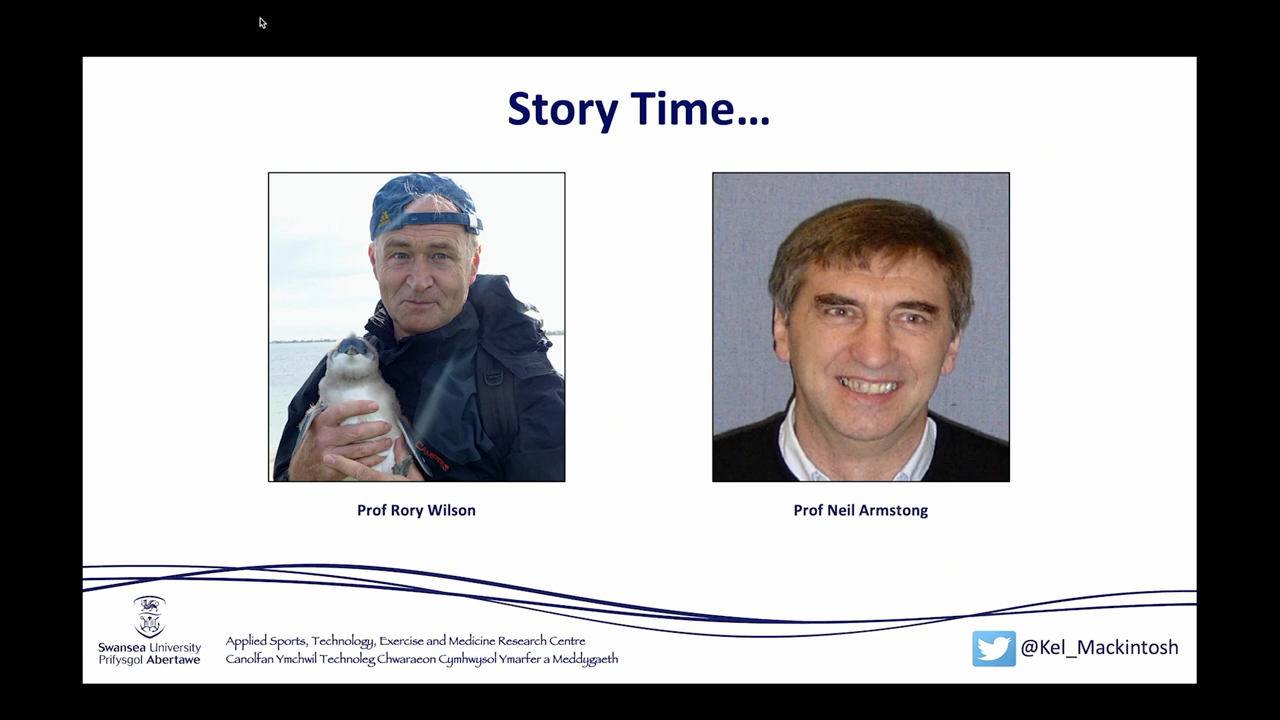 Story Time...
Prof Rory Wilson
Prof Neil Armstong
Swansea University
Prifysgol Abertawe
Applied Sports, Technology, Exercise and Medicine Research Centre
Canolfan Ymchwil Technoleg Chwaraeon Cymhwysol Ymarfer a Meddygaeth
@Kel_Mackintosh